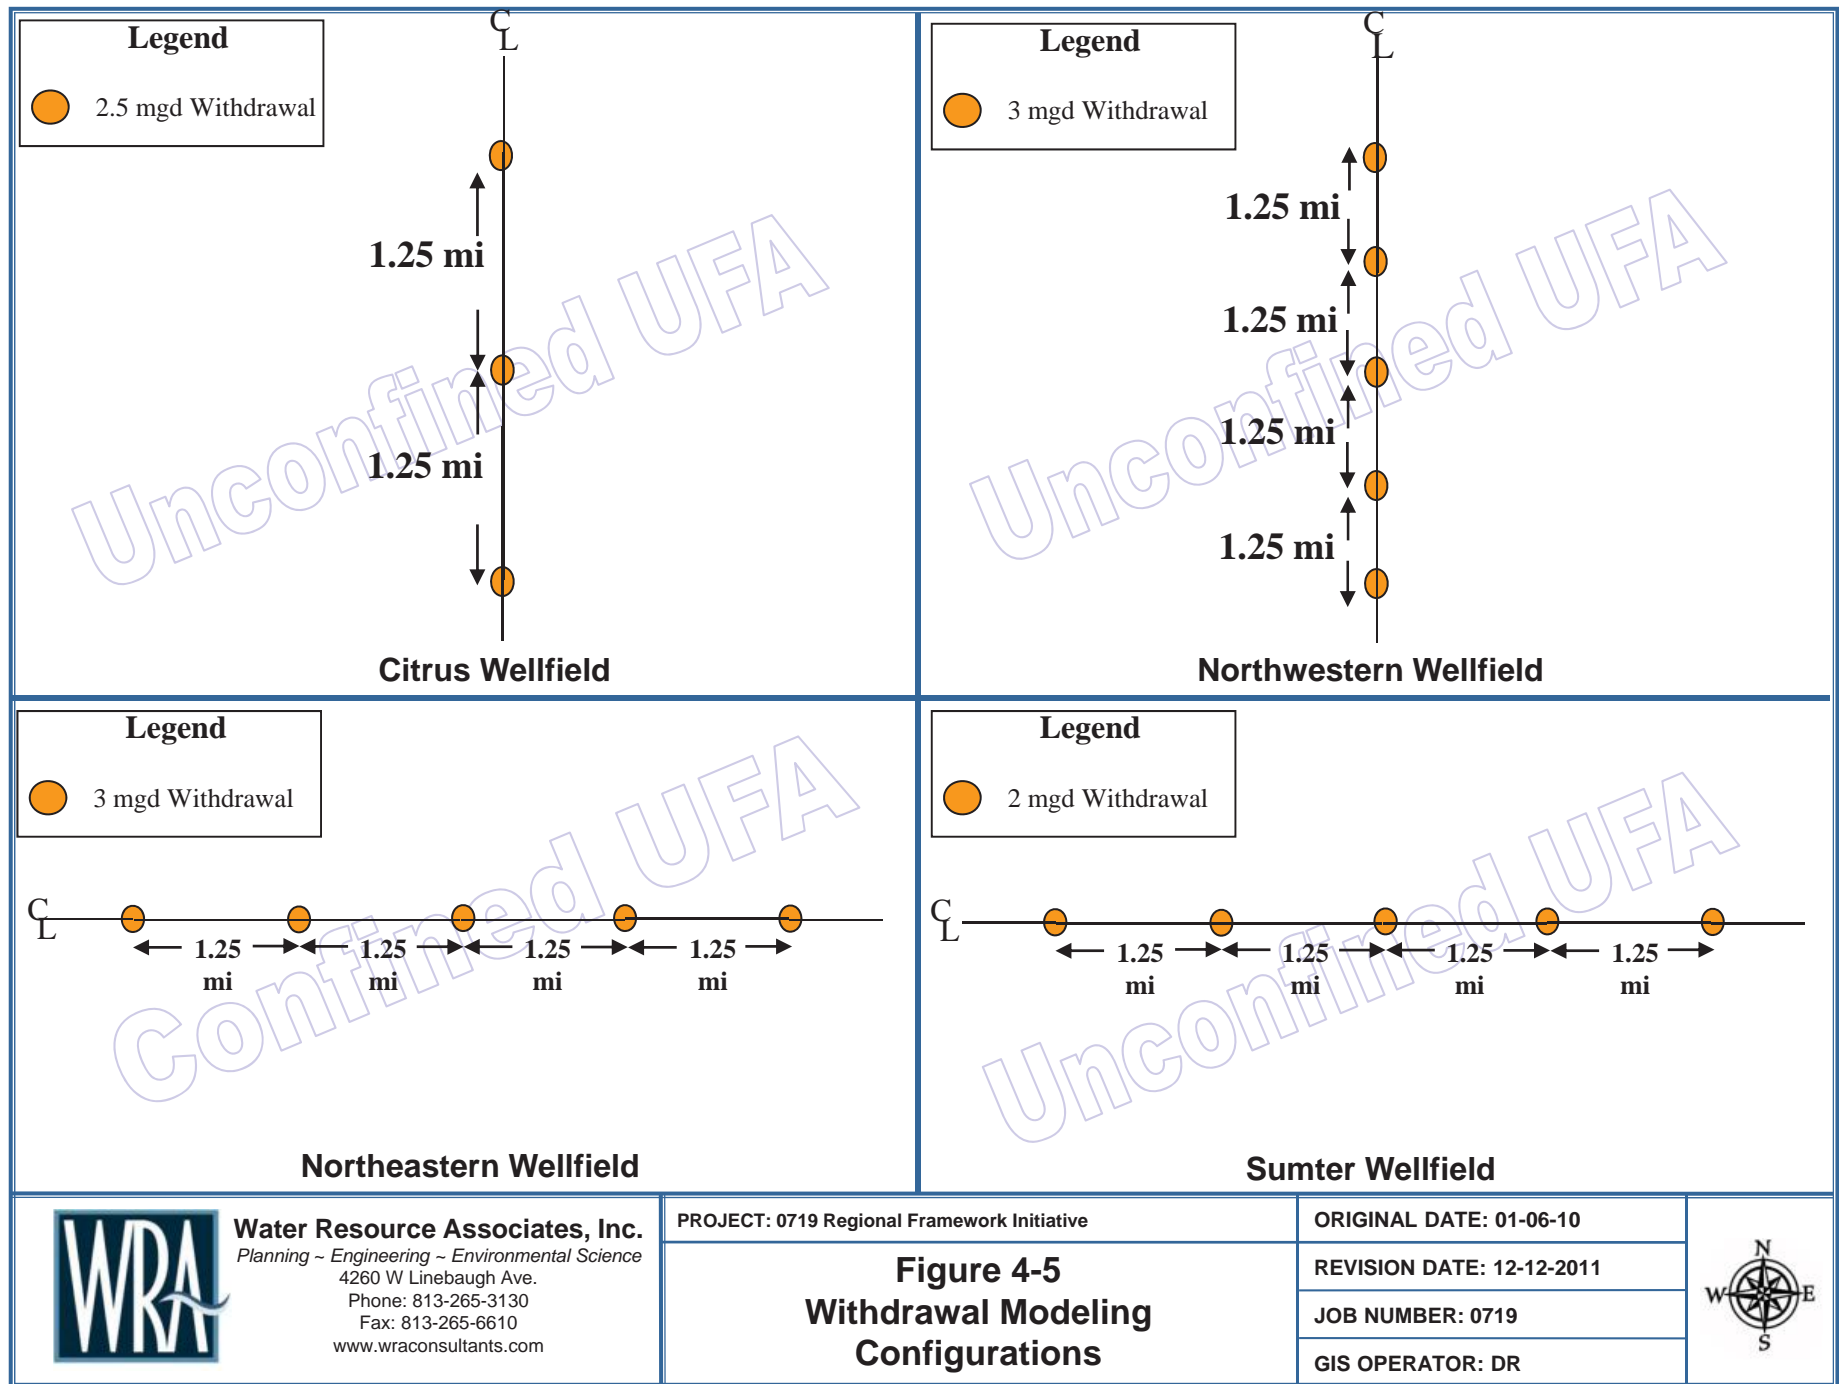 Legend
2.5 mgd Withdrawal
CL
1.25 mi
1.25 mi
Unconfined UFA
Citrus Wellfield
Legend
3 mgd Withdrawal
CL
1.25 mi
1.25 mi
1.25 mi
1.25 mi
Unconfined UFA
Northwestern Wellfield
Legend
3 mgd Withdrawal
CL
1.25
mi
1.25
mi
1.25
mi
1.25
mi
Confined UFA
Northeastern Wellfield
Legend
2 mgd Withdrawal
CL
1.25
mi
1.25
mi
1.25
mi
1.25
mi
Unconfined UFA
Sumter Wellfield
WRA
Water Resource Associates, Inc.
Planning ~ Engineering ~ Environmental Science
4260 W Linebaugh Ave.
Phone: 813-265-3130
Fax: 813-265-6610
www.wraconsultants.com
PROJECT: 0719 Regional Framework Initiative
Figure 4-5
Withdrawal Modeling
Configurations
ORIGINAL DATE: 01-06-10
REVISION DATE: 12-12-2011
JOB NUMBER: 0719
GIS OPERATOR: DR
N
W E
S